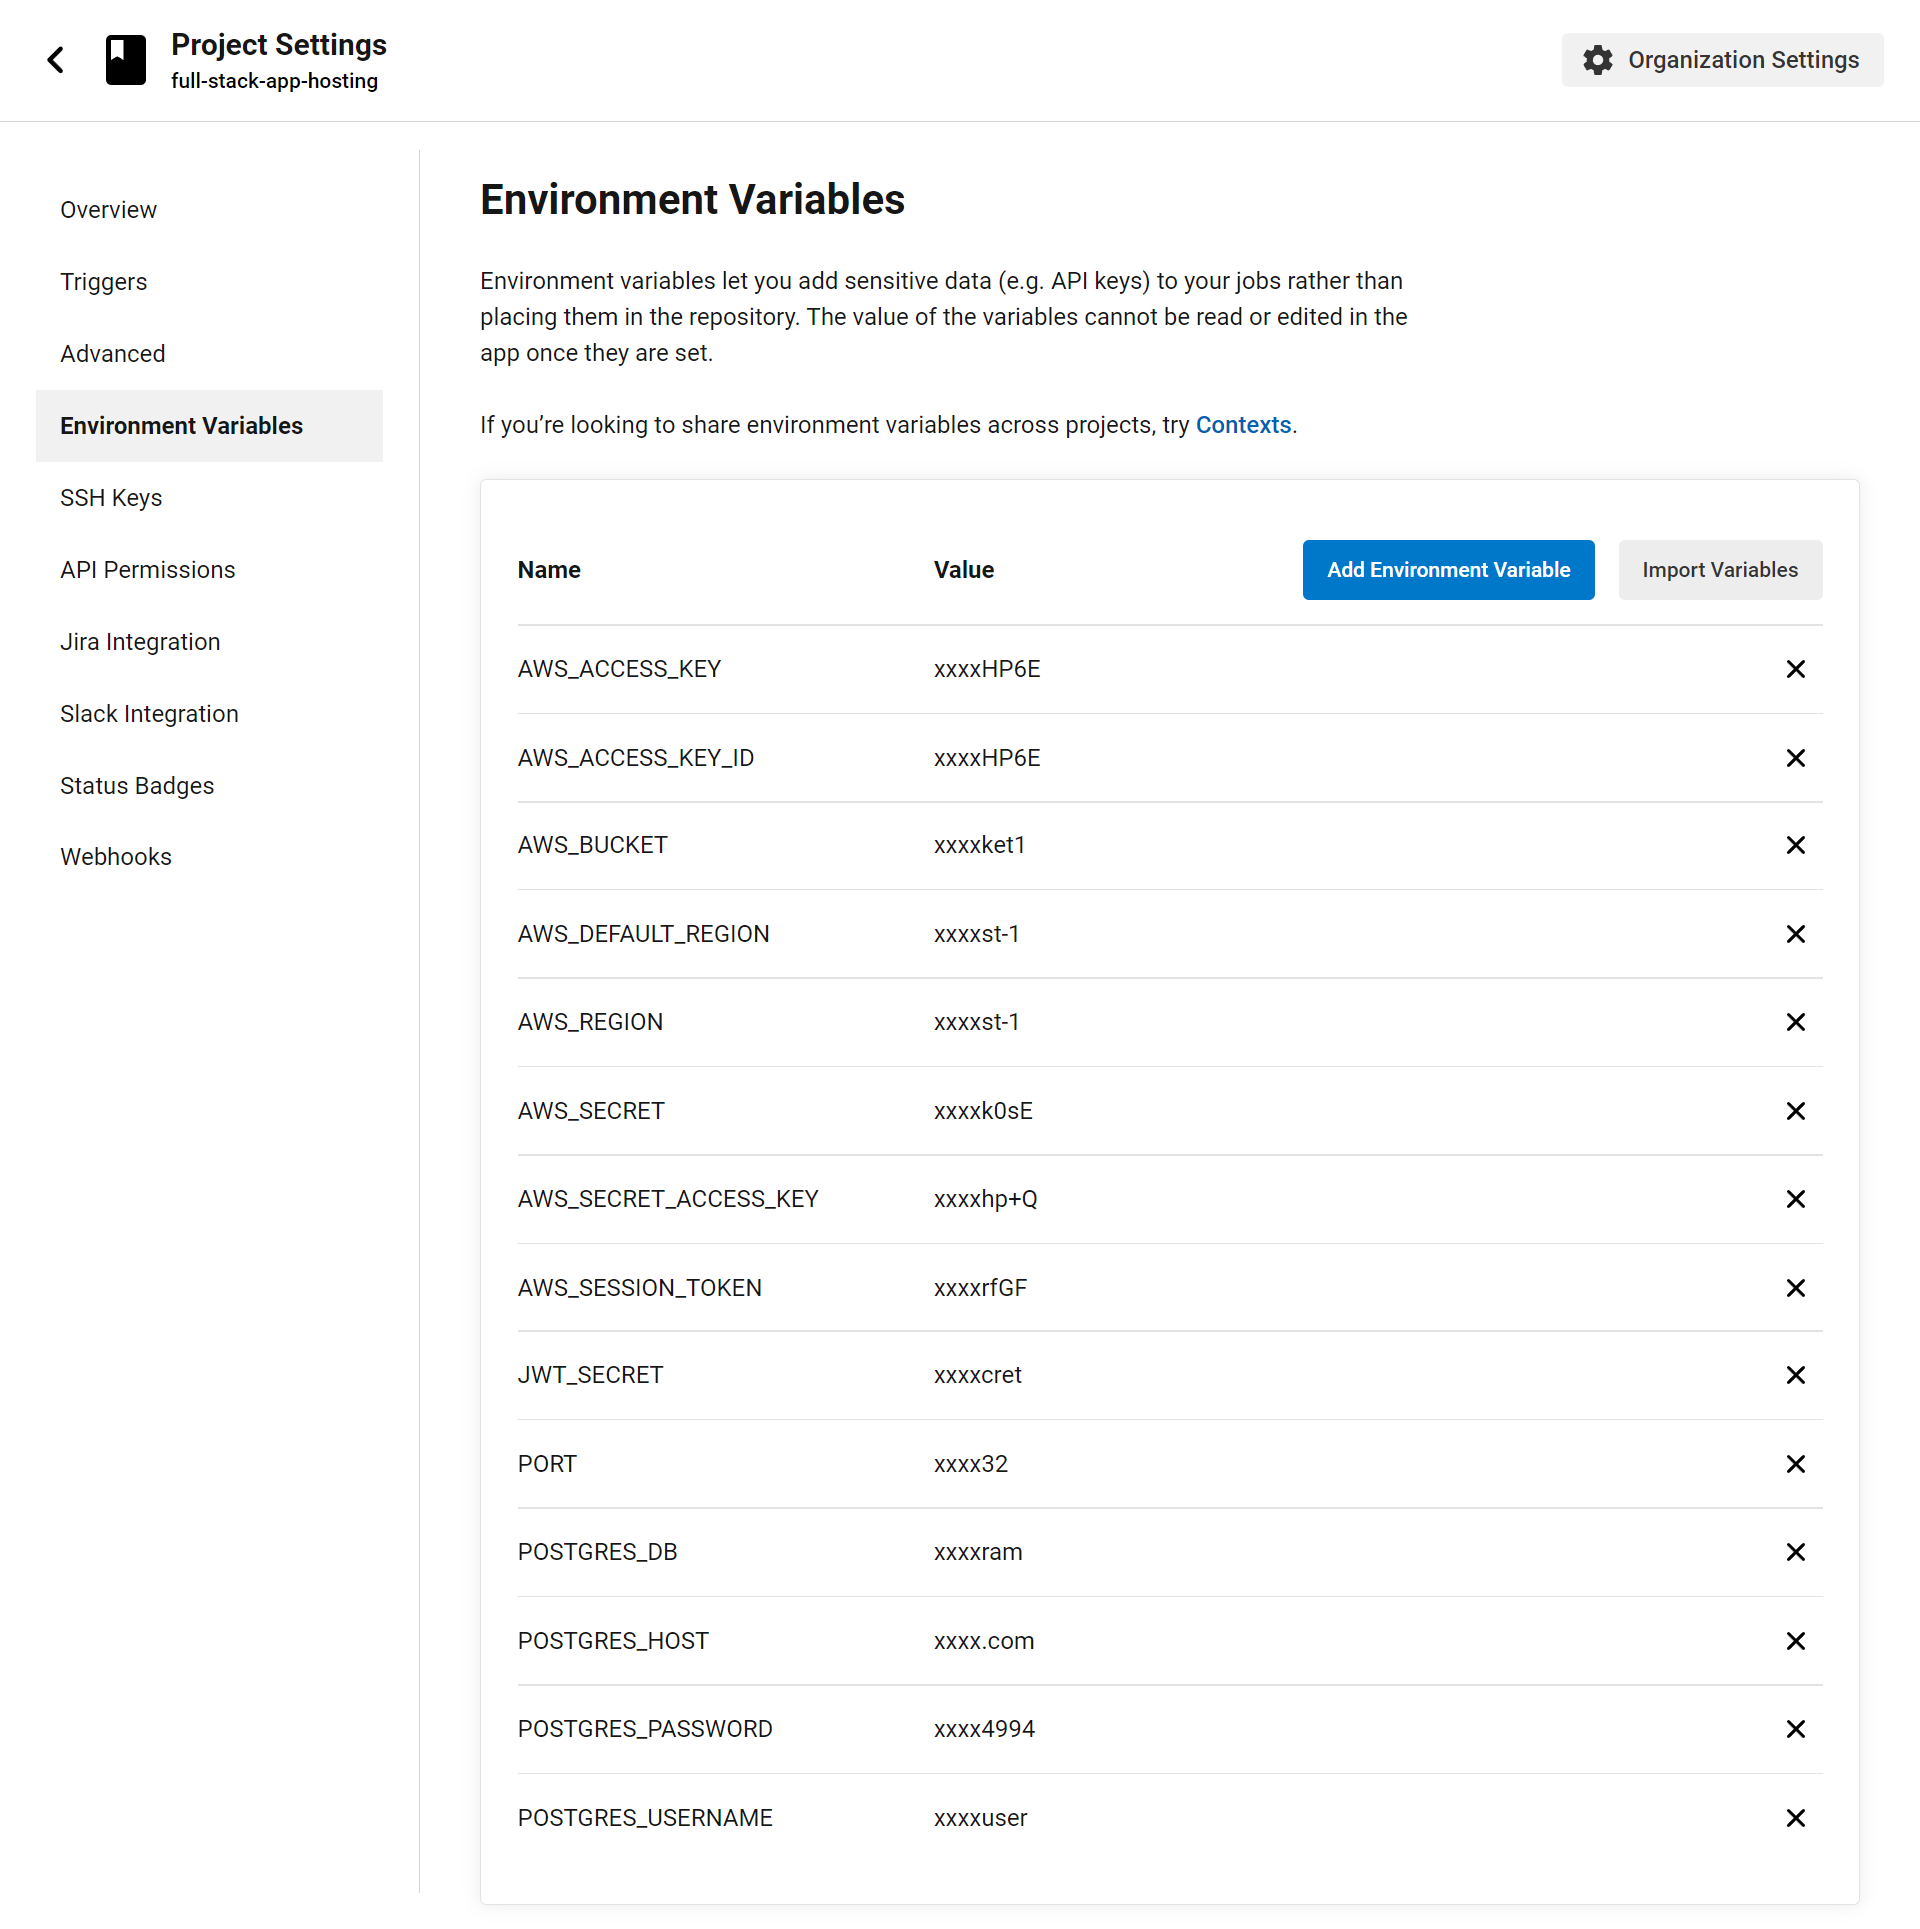 Project Settings
full-stack-app-hosting
Organization Settings
Overview
Triggers
Advanced
Environment Variables
SSH Keys
API Permissions
Jira Integration
Slack Integration
Status Badges
Webhooks
Environment Variables
Environment variables let you add sensitive data (e.g. API keys) to your jobs rather than
placing them in the repository. The value of the variables cannot be read or edited in the
app once they are set.
If you’re looking to share environment variables across projects, try Contexts.
Name Value Add Environment Variable Import Variables
AWS_ACCESS_KEY xxxxHP6E
AWS_ACCESS_KEY_ID xxxxHP6E
AWS_BUCKET xxxxket1
AWS_DEFAULT_REGION xxxxst-1
AWS_REGION xxxxst-1
AWS_SECRET xxxxk0sE
AWS_SECRET_ACCESS_KEY xxxxhp+Q
AWS_SESSION_TOKEN xxxxrfGF
JWT_SECRET xxxxcret
PORT xxxx32
POSTGRES_DB xxxxram
POSTGRES_HOST xxxx.com
POSTGRES_PASSWORD xxxx4994
POSTGRES_USERNAME xxxxuser